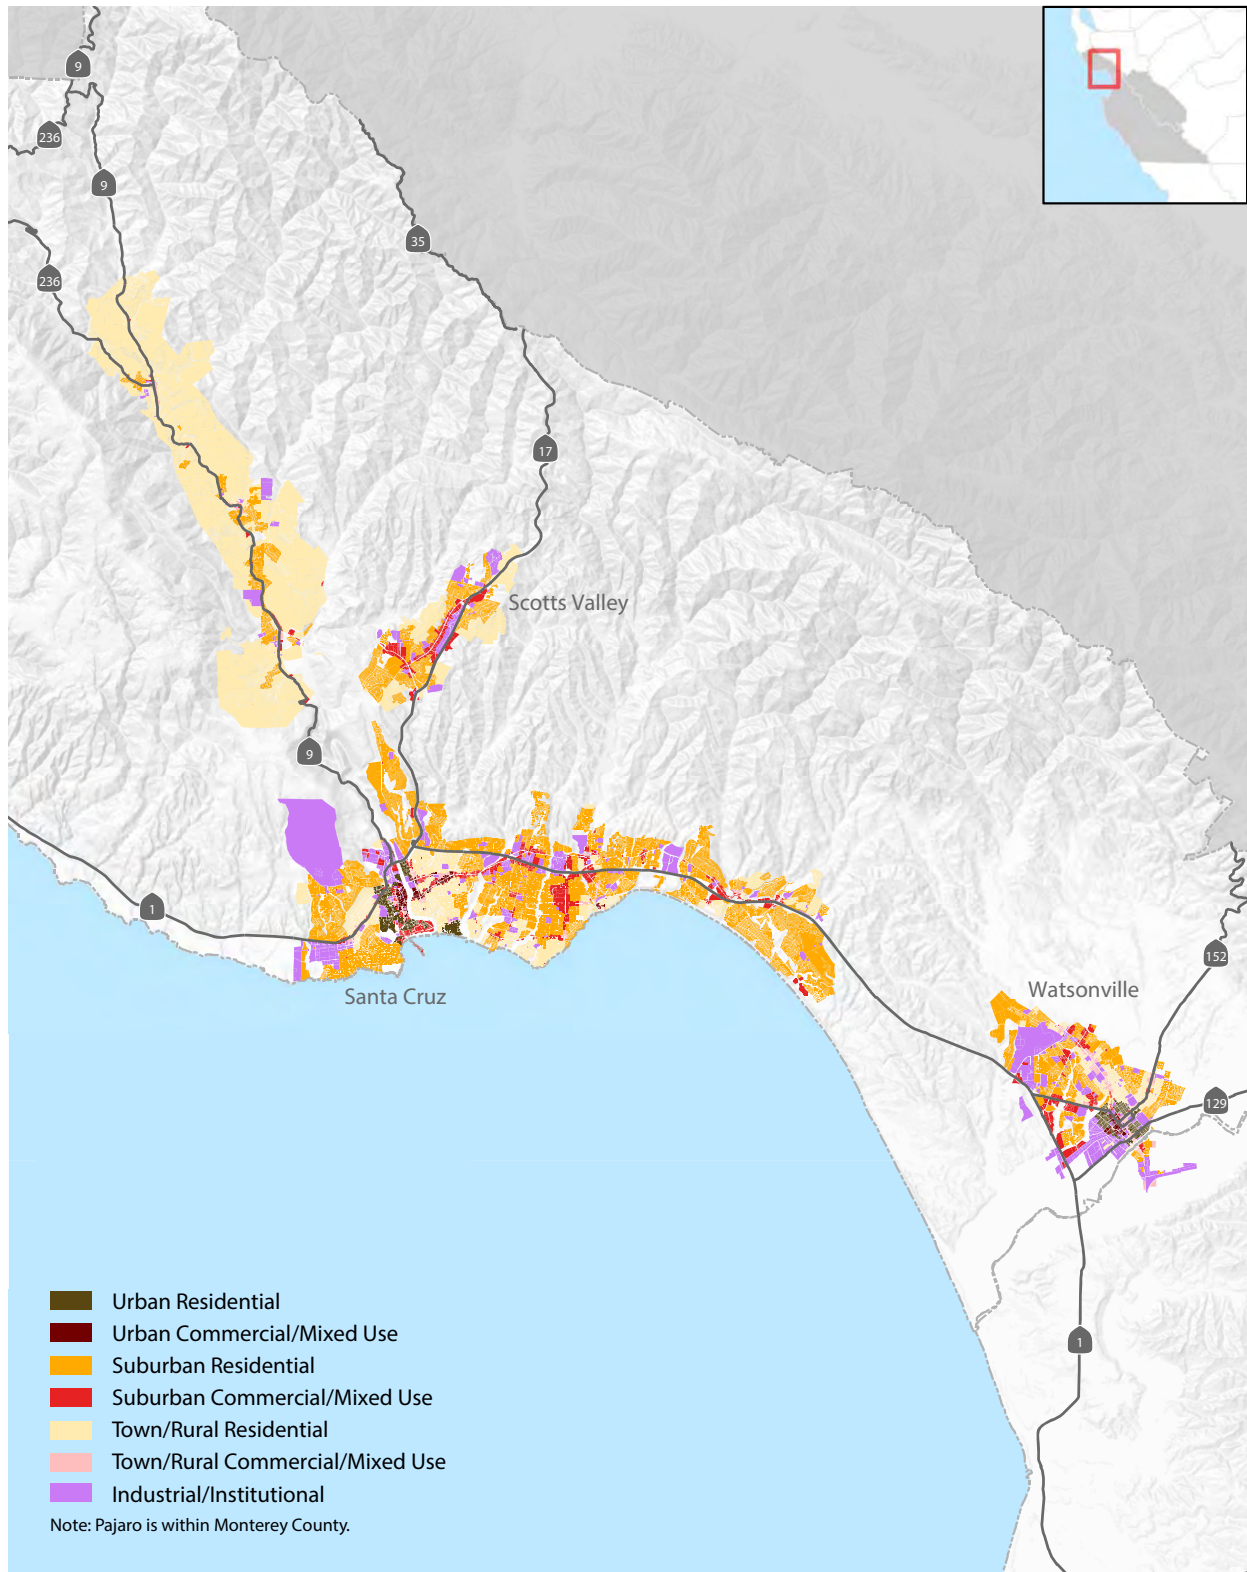 9
236
9
35
236
17
Scotts Valley
9
1
152
Santa Cruz
Watsonville
129
Urban Residential
Urban Commercial/Mixed Use
Suburban Residential
1
Suburban Commercial/Mixed Use
Town/Rural Residential
Town/Rural Commercial/Mixed Use
Industrial/Institutional
Note: Pajaro is within Monterey County.